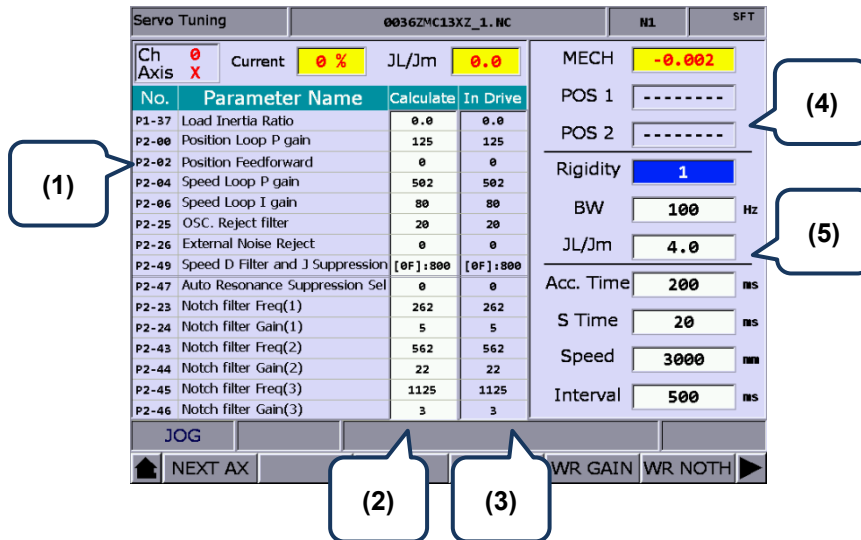 Servo Tuning 0036ZMC13XZ_1.NC N1 SFT
Ch 0 Current 0 % JL/Jm 0.0
Axis X
No. Parameter Name Calculate In Drive
P1-37 Load Inertia Ratio 0.0 0.0
P2-00 Position Loop P gain 125 125
P2-02 Position Feedforward 0 0
P2-04 Speed Loop P gain 502 502
P2-06 Speed Loop I gain 80 80
P2-25 OSC. Reject filter 20 20
P2-26 External Noise Reject 0 0
P2-49 Speed D Filter and J Suppression [0F]:800 [0F]:800
P2-47 Auto Resonance Suppression Sel 0 0
P2-23 Notch filter Freq(1) 262 262
P2-24 Notch filter Gain(1) 5 5
P2-43 Notch filter Freq(2) 562 562
P2-44 Notch filter Gain(2) 22 22
P2-45 Notch filter Freq(3) 1125 1125
P2-46 Notch filter Gain(3) 3 3
MECH -0.002
POS 1 --------
POS 2 --------
Rigidity 1
BW 100 Hz
JL/Jm 4.0
Acc. Time 200 ms
S Time 20 ms
Speed 3000 mm
Interval 500 ms
JOG
NEXT AX WR GAIN WR NOTH
(1)
(2)
(3)
(4)
(5)